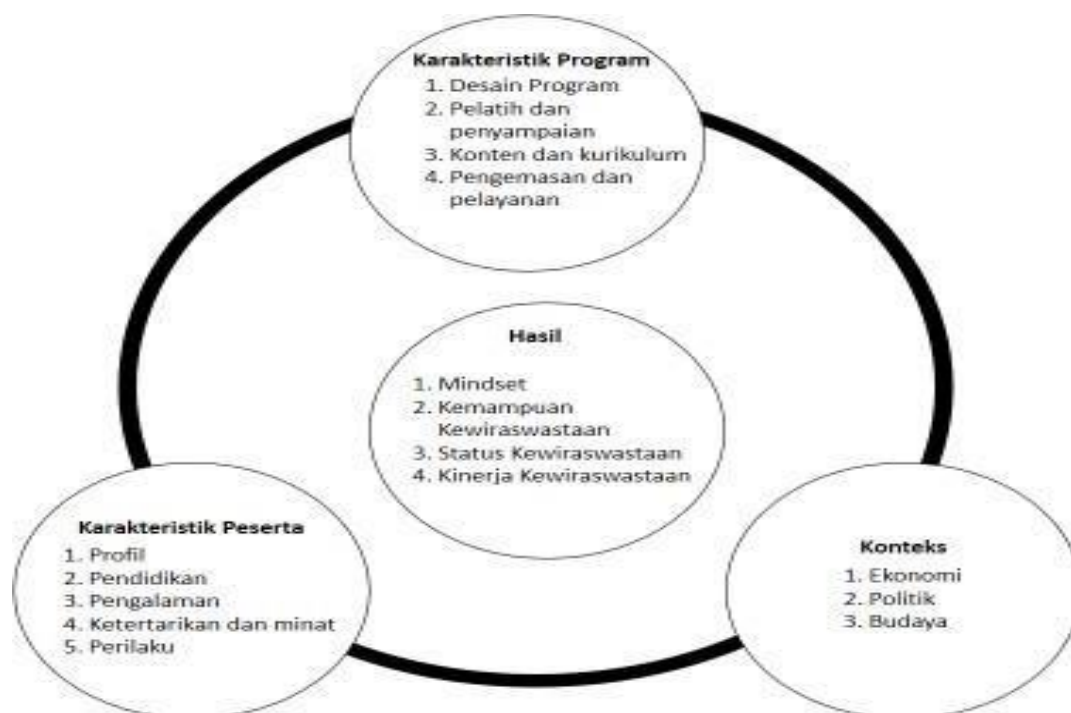 Karakteristik Program
1. Desain Program
2. Pelatih dan
penyampaian
3. Konten dan kurikulum
4. Pengemasan dan
pelayanan
Hasil
1. Mindset
2. Kemampuan
Kewiraswastaan
3. Status Kewiraswastaan
4. Kinerja Kewiraswastaan
Karakteristik Peserta
1. Profil
2. Pendidikan
3. Pengalaman
4. Ketertarikan dan minat
5. Perilaku
Konteks
1. Ekonomi
2. Politik
3. Budaya